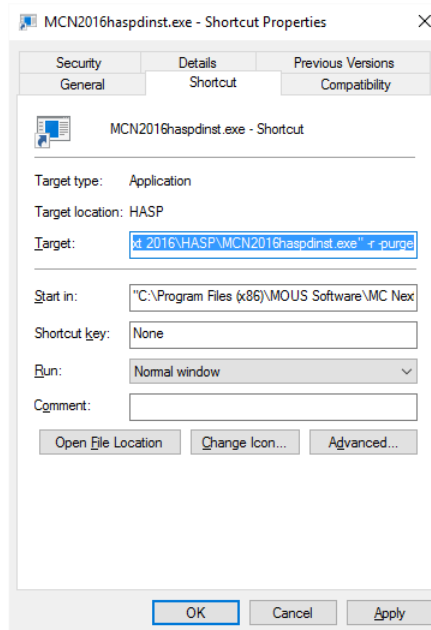 MCN2016haspdinst.exe - Shortcut Properties
Security Details Previous Versions
General Shortcut Compatibility
MCN2016haspdinst.exe - Shortcut
Target type: Application
Target location: HASP
Target: xt 2016\HASP\MCN2016haspdinst.exe" -r -purge
Start in: "C:\Program Files (x86)\MOUS Software\MC Nex
Shortcut key: None
Run: Normal window
Comment:
Open File Location Change Icon... Advanced...
OK Cancel Apply